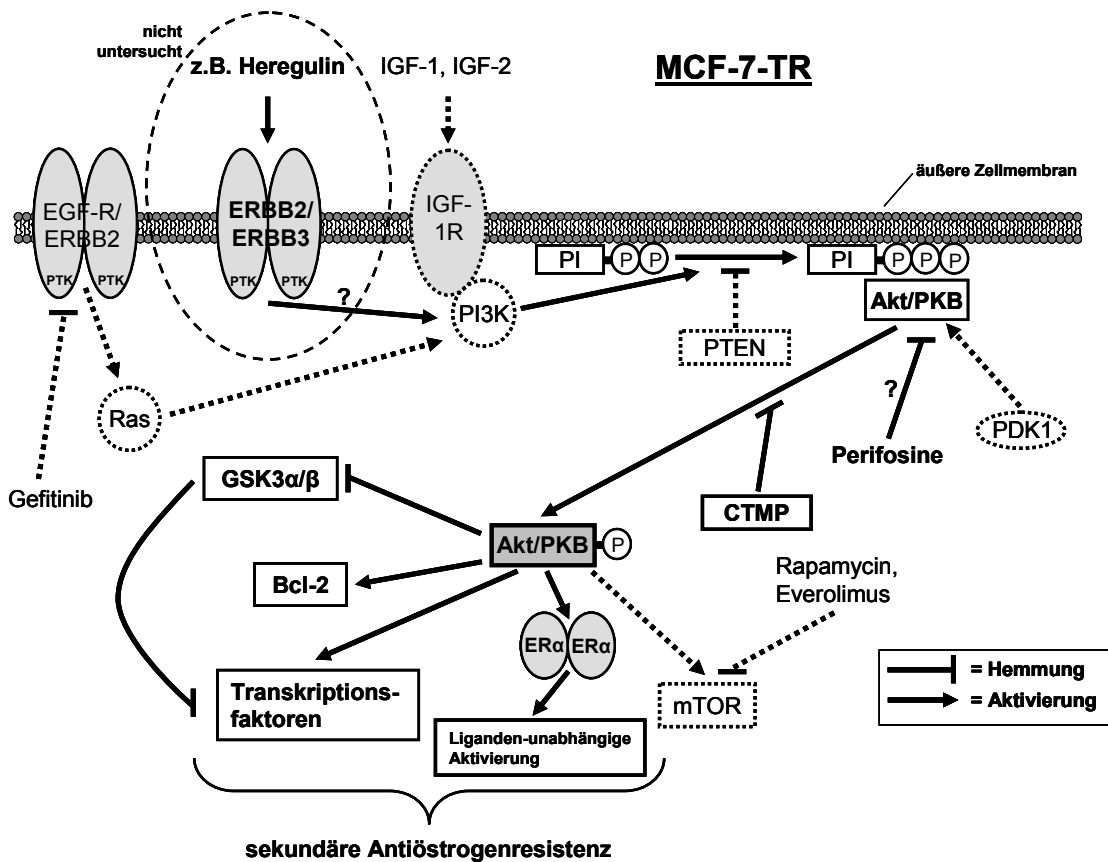 nicht
untersucht
z.B. Heregulin
IGF-1, IGF-2
MCF-7-TR
äußere Zellmembran
EGF-R/
ERBB2
PTK
PTK
ERBB2/
ERBB3
PTK
PTK
IGF-
1R
PI
P
P
PI
P
P
P
?
PI3K
Akt/PKB
PTEN
Ras
?
PDK1
Perifosine
Gefitinib
GSK3α/β
CTMP
Akt/PKB
P
Bcl-2
Rapamycin,
Everolimus
ERα
ERα
Transkriptions-
faktoren
mTOR
= Hemmung
= Aktivierung
Liganden-unabhängige
Aktivierung
sekundäre Antiöstrogenresistenz